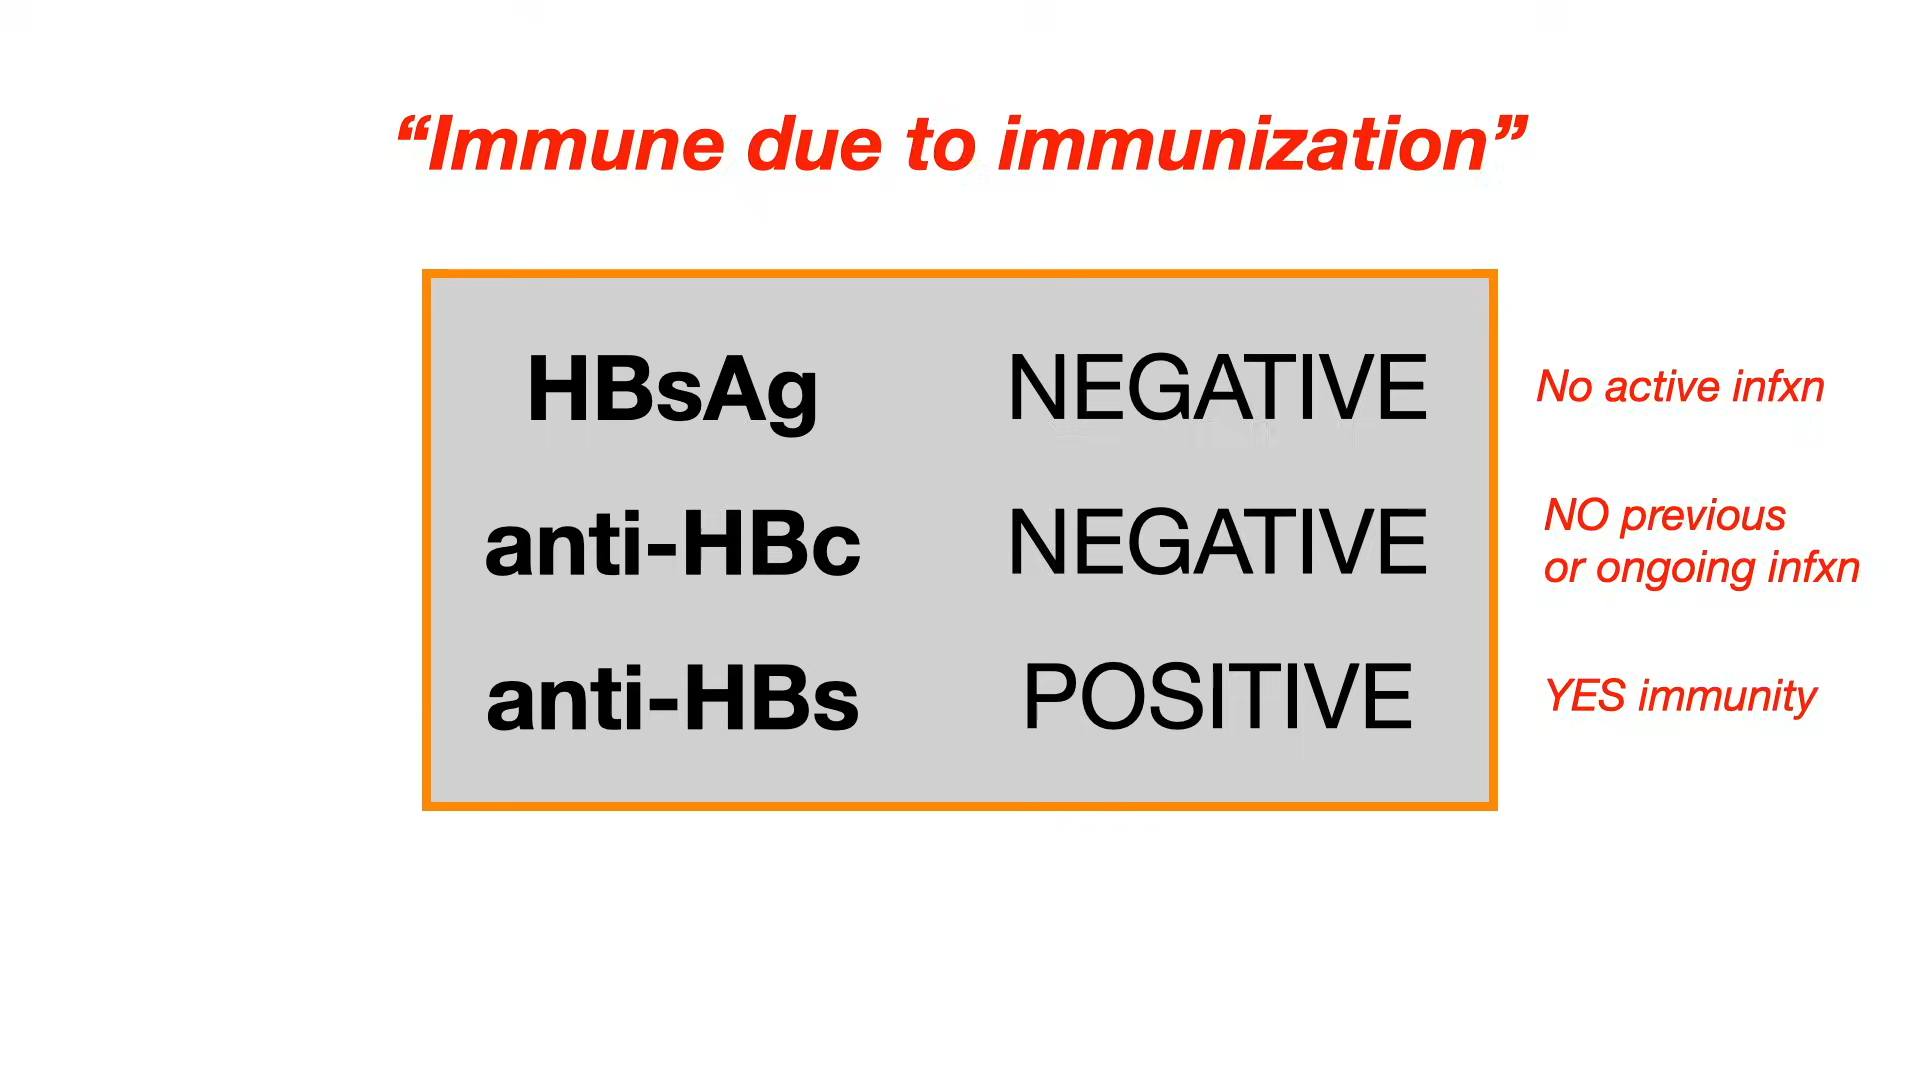 “Immune due to immunization”
HBsAg NEGATIVE No active infxn
anti-HBc NEGATIVE NO previous
or ongoing infxn
anti-HBs POSITIVE YES immunity